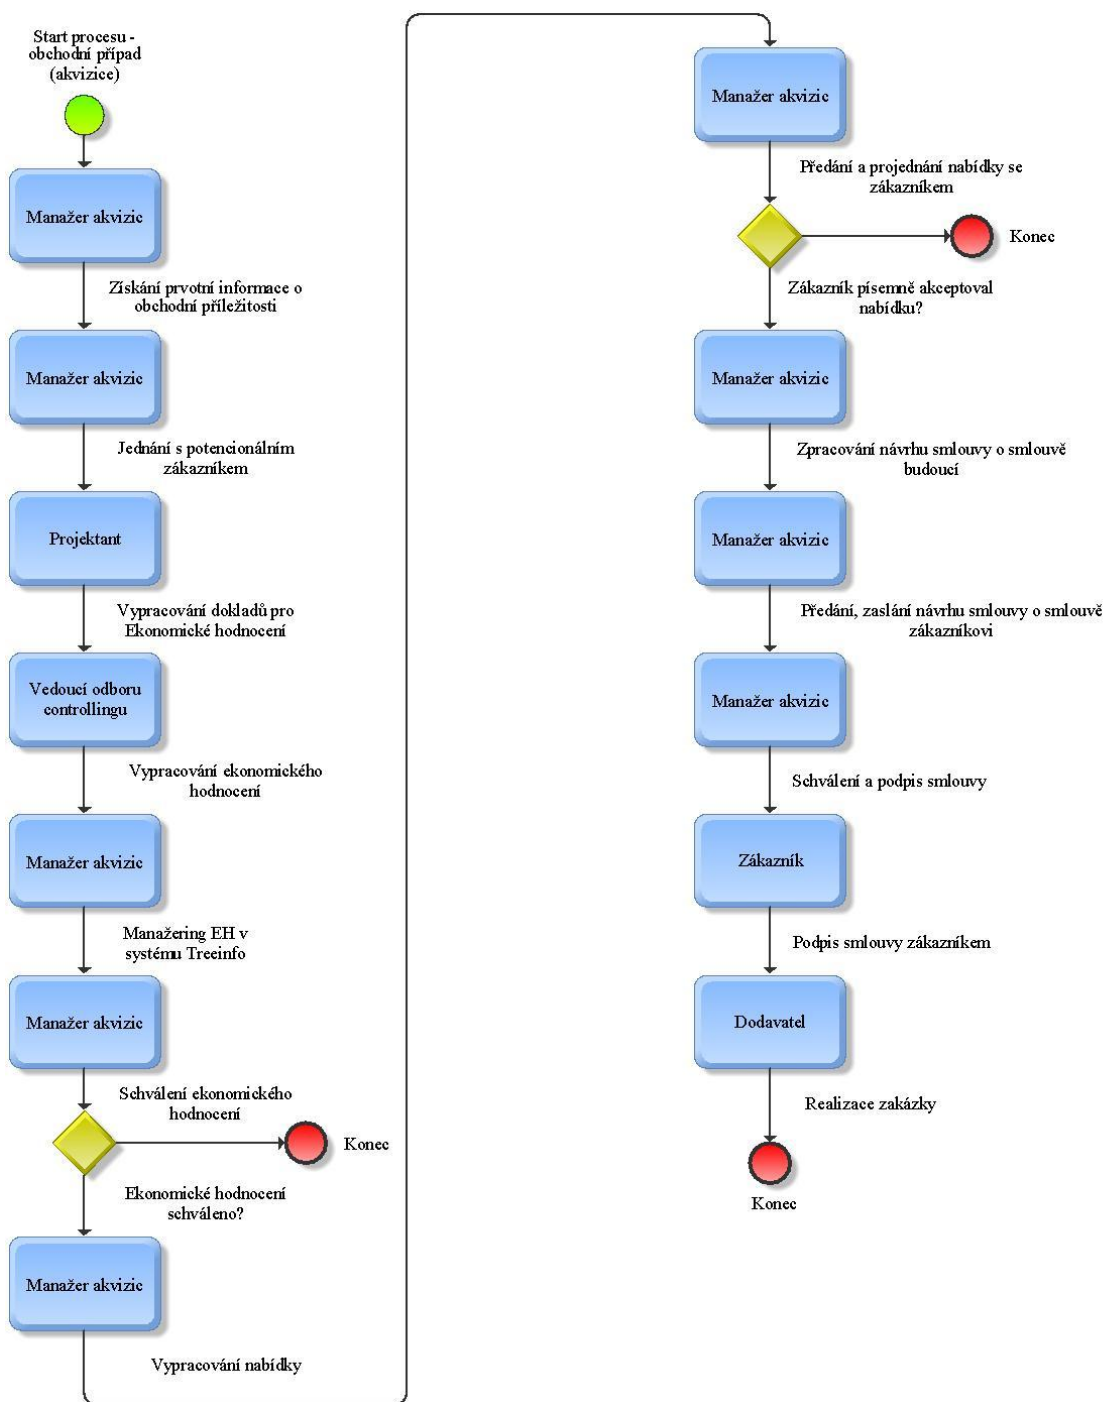 Start procesu -
obchodní případ
(akvizice)
Manažer akvizic
Získání prvotní informace o
obchodní příležitosti
Manažer akvizic
Jednání s potencionálním
zákazníkem
Projektant
Vypracování dokladů pro
Ekonomické hodnocení
Vedoucí odboru
controllingu
Vypracování ekonomického
hodnocení
Manažer akvizic
Manažering EH v
systému Treeinfo
Manažer akvizic
Schválení ekonomického
hodnocení
Konec
Ekonomické hodnocení
schváleno?
Manažer akvizic
Vypracování nabídky
Manažer akvizic
Předání a projednání nabídky se
zákazníkem
Konec
Zákazník písemně akceptoval
nabídku?
Manažer akvizic
Zpracování návrhu smlouvy o smlouvě
budoucí
Manažer akvizic
Předání, zaslání návrhu smlouvy o smlouvě
zákazníkovi
Manažer akvizic
Schválení a podpis smlouvy
Zákazník
Podpis smlouvy zákazníkem
Dodavatel
Realizace zakázky
Konec